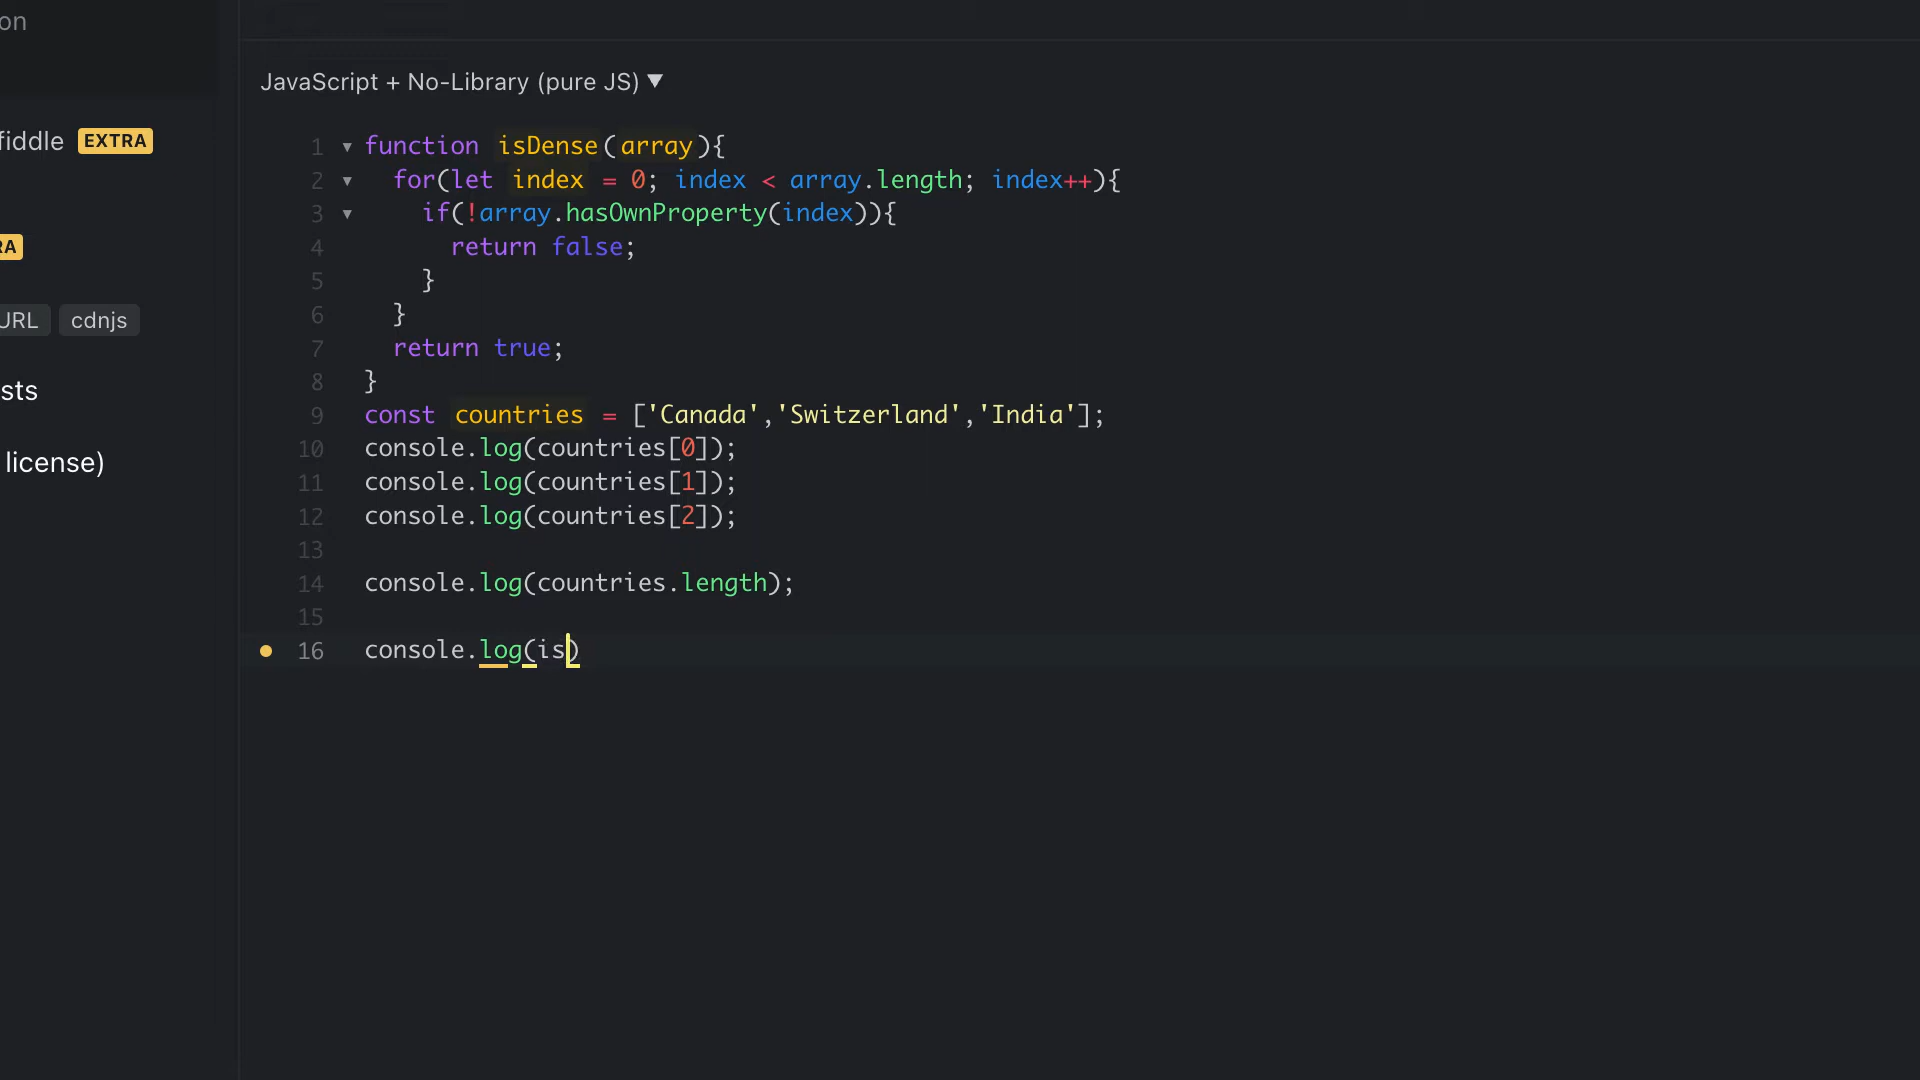 on
JavaScript + No-Library (pure JS) ▼
fiddle EXTRA
RA
URL cdnjs
sts
license)
1 ▼ function isDense(array){
2 ▼ for(let index = 0; index < array.length; index++){
3 ▼ if(!array.hasOwnProperty(index)){
4 return false;
5 }
6 }
7 return true;
8 }
9 const countries = ['Canada','Switzerland','India'];
10 console.log(countries[0]);
11 console.log(countries[1]);
12 console.log(countries[2]);
13
14 console.log(countries.length);
15
16 console.log(is)